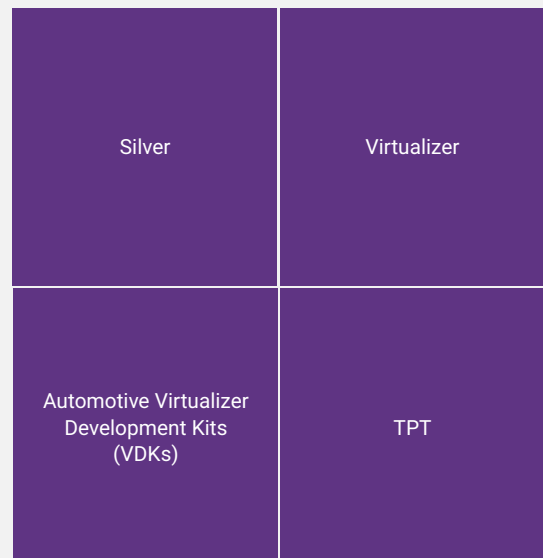 Silver
Virtualizer
Automotive Virtualizer
Development Kits
(VDKs)
TPT